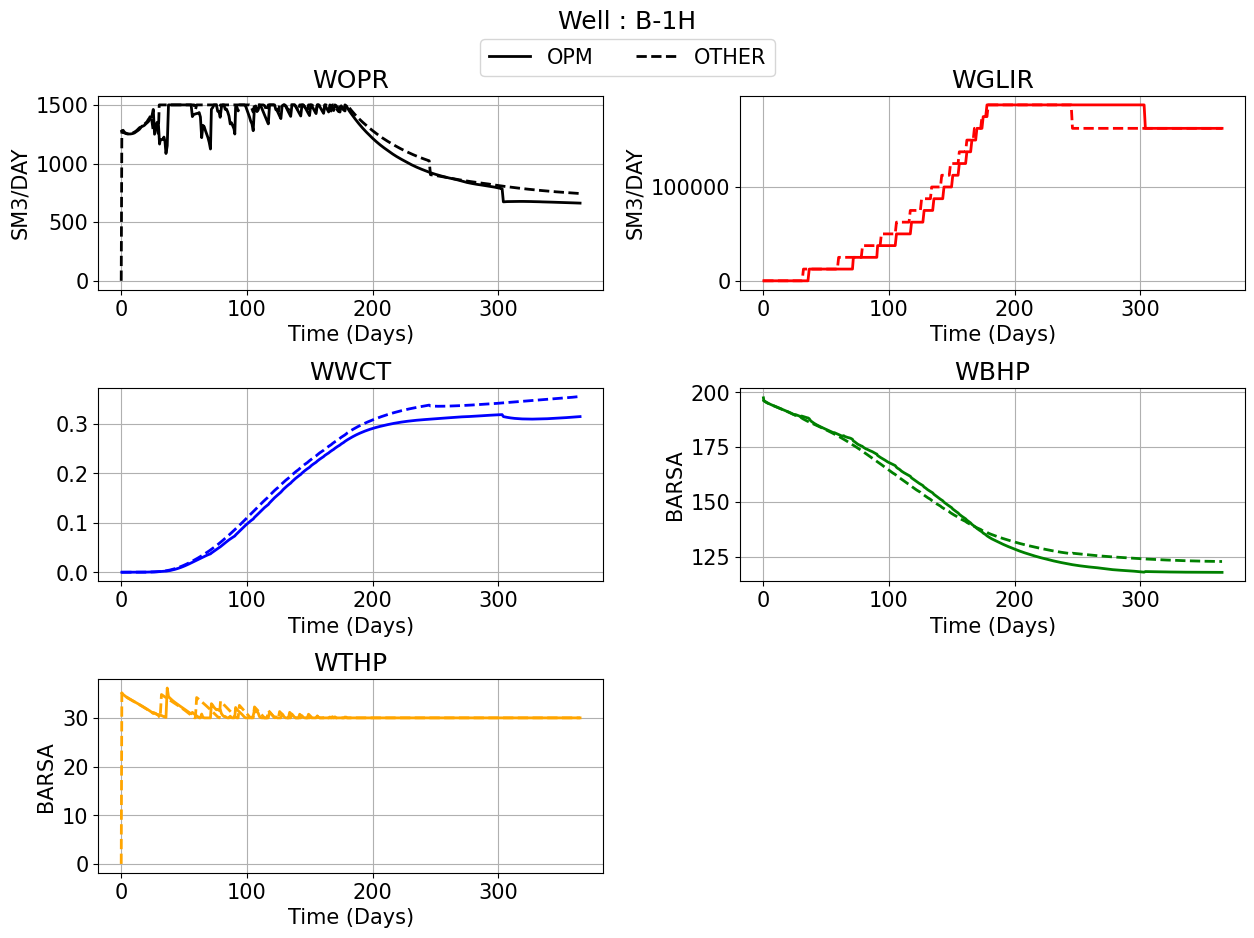 Well : B-1H
OPM OTHER
WOPR
1500
1000
500
0
SM3/DAY
0 100 200 300
Time (Days)
WGLIR
100000
0
SM3/DAY
0 100 200 300
Time (Days)
WWCT
0.3
0.2
0.1
0.0
0 100 200 300
Time (Days)
WBHP
200
175
150
125
BARSA
0 100 200 300
Time (Days)
WTHP
30
20
10
0
BARSA
0 100 200 300
Time (Days)